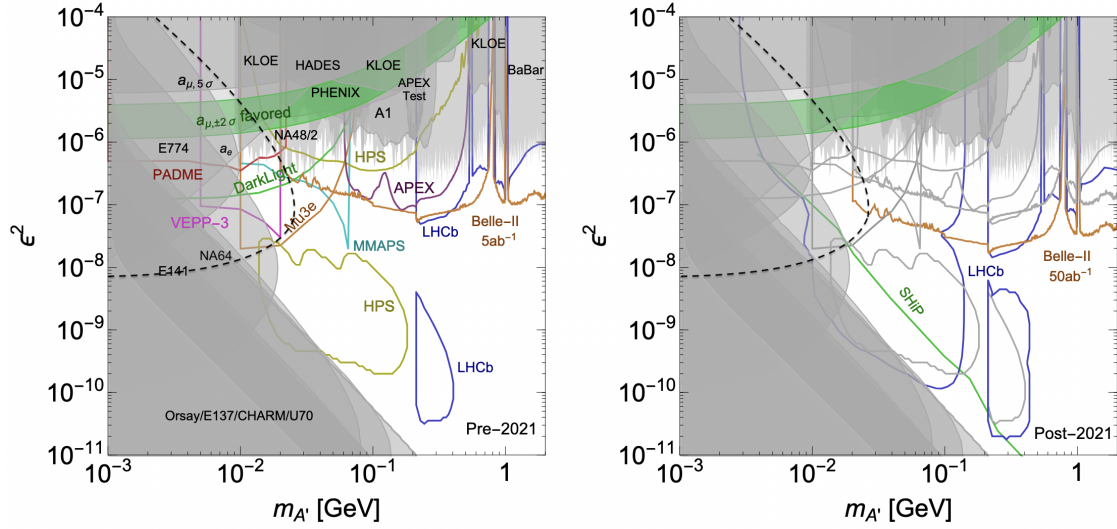 10⁻⁴
10⁻⁵
10⁻⁶
10⁻⁷
10⁻⁸
10⁻⁹
10⁻¹⁰
10⁻¹¹
ϵ²
KLOE
KLOE
HADES
KLOE
BaBar
aμ,5σ
APEX
Test
PHENIX
A1
aμ,±2σ favored
NA48/2
E774
ae
HPS
PADME
DarkLight
APEX
VEPP−3
Mu3e
LHCb
Belle−II
5ab⁻¹
MMAPS
NA64
E141
HPS
LHCb
Orsay/E137/CHARM/U70
Pre−2021
10⁻³ 10⁻² 10⁻¹ 1
mA' [GeV]
10⁻⁴
10⁻⁵
10⁻⁶
10⁻⁷
10⁻⁸
10⁻⁹
10⁻¹⁰
10⁻¹¹
ϵ²
Belle−II
50ab⁻¹
LHCb
SHiP
Post−2021
10⁻³ 10⁻² 10⁻¹ 1
mA' [GeV]